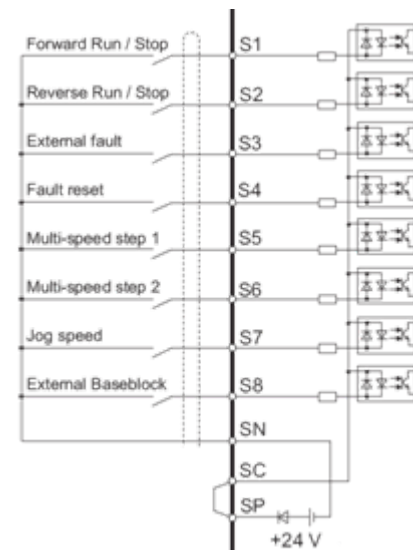 Forward Run / Stop S1
Reverse Run / Stop S2
External fault S3
Fault reset S4
Multi-speed step 1 S5
Multi-speed step 2 S6
Jog speed S7
External Baseblock S8
SN
SC
SP
+24 V